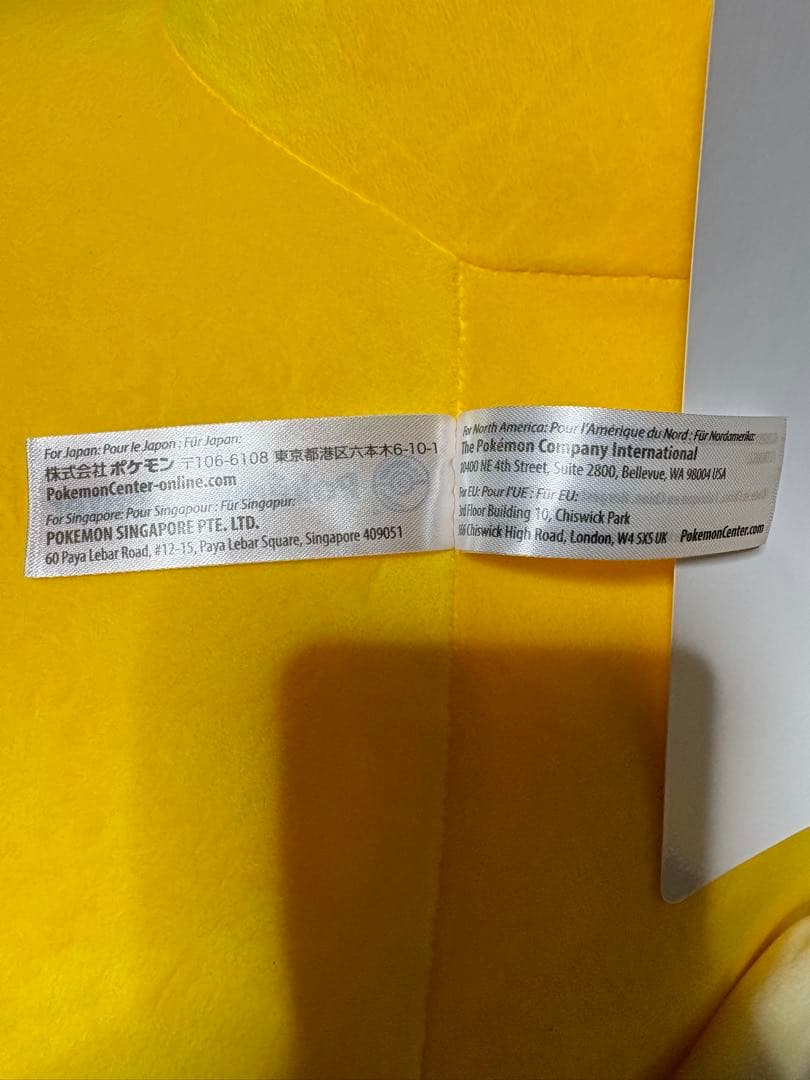 For Japan: Pour le Japon : Für Japan:
株式会社 ポケモン 〒106-6108 東京都港区六本木6-10-1
PokemonCenter-online.com
For Singapore: Pour Singapour : Für Singapur:
POKEMON SINGAPORE PTE. LTD.
60 Paya Lebar Road, #12-15, Paya Lebar Square, Singapore 409051
For North America: Pour l'Amérique du Nord : Für Nordamerika:
The Pokémon Company International
10400 NE 4th Street, Suite 2800, Bellevue, WA 98004 USA
For EU: Pour l'UE : Für EU:
3rd Floor Building 10, Chiswick Park
566 Chiswick High Road, London, W4 5XS UK PokemonCenter.com